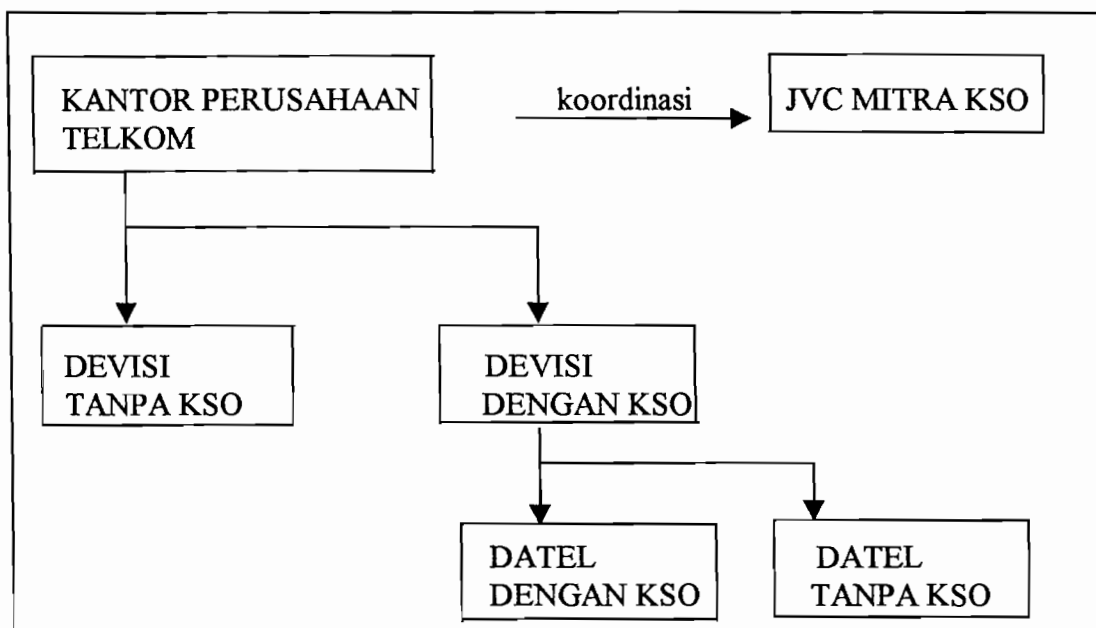 KANTOR PERUSAHAAN
TELKOM
koordinasi
JVC MITRA KSO
DEVISI
TANPA KSO
DEVISI
DENGAN KSO
DATEL
DENGAN KSO
DATEL
TANPA KSO